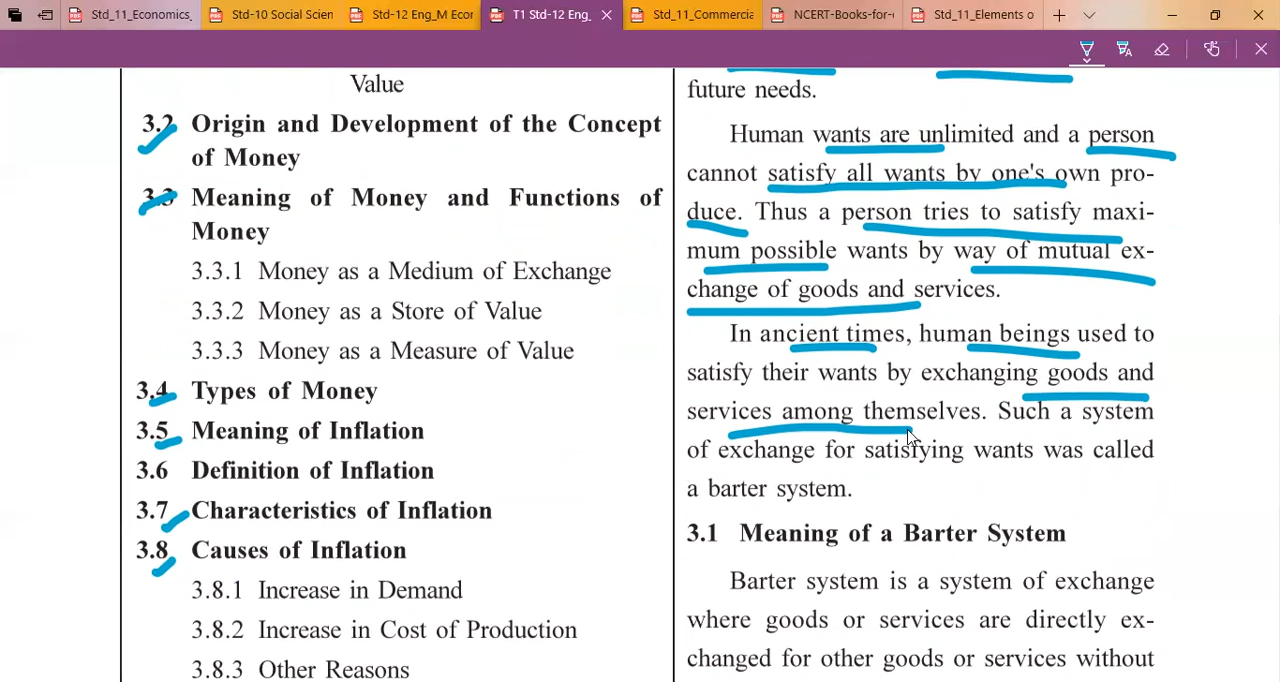 Std_11_Economics_
Std-10 Social Scien
Std-12 Eng_M Econ
T1 Std-12 Eng_
Std_11_Commercia
NCERT-Books-for-
Std_11_Elements o
Value
3.2 Origin and Development of the Concept
of Money
3.3 Meaning of Money and Functions of
Money
3.3.1 Money as a Medium of Exchange
3.3.2 Money as a Store of Value
3.3.3 Money as a Measure of Value
3.4 Types of Money
3.5 Meaning of Inflation
3.6 Definition of Inflation
3.7 Characteristics of Inflation
3.8 Causes of Inflation
3.8.1 Increase in Demand
3.8.2 Increase in Cost of Production
3.8.3 Other Reasons
future needs.
Human wants are unlimited and a person
cannot satisfy all wants by one's own pro-
duce. Thus a person tries to satisfy maxi-
mum possible wants by way of mutual ex-
change of goods and services.
In ancient times, human beings used to
satisfy their wants by exchanging goods and
services among themselves. Such a system
of exchange for satisfying wants was called
a barter system.
3.1 Meaning of a Barter System
Barter system is a system of exchange
where goods or services are directly ex-
changed for other goods or services without